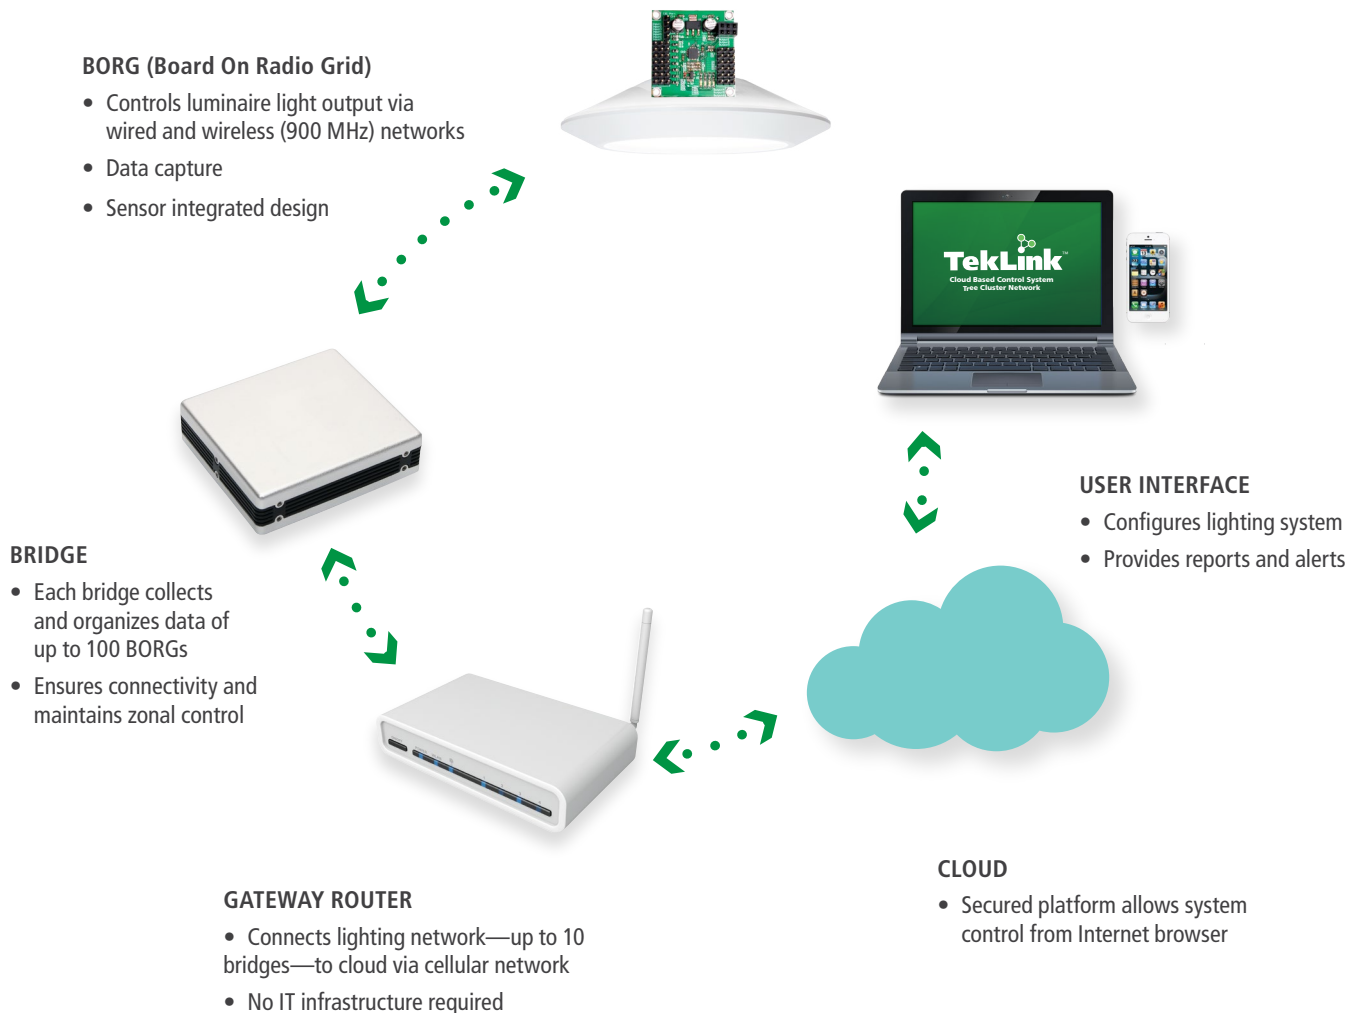 BORG (Board On Radio Grid)
• Controls luminaire light output via
wired and wireless (900 MHz) networks
• Data capture
• Sensor integrated design
TekLink™
Cloud Based Control System
Tree Cluster Network
USER INTERFACE
• Configures lighting system
• Provides reports and alerts
BRIDGE
• Each bridge collects
and organizes data of
up to 100 BORGs
• Ensures connectivity and
maintains zonal control
CLOUD
• Secured platform allows system
control from Internet browser
GATEWAY ROUTER
• Connects lighting network—up to 10
bridges—to cloud via cellular network
• No IT infrastructure required